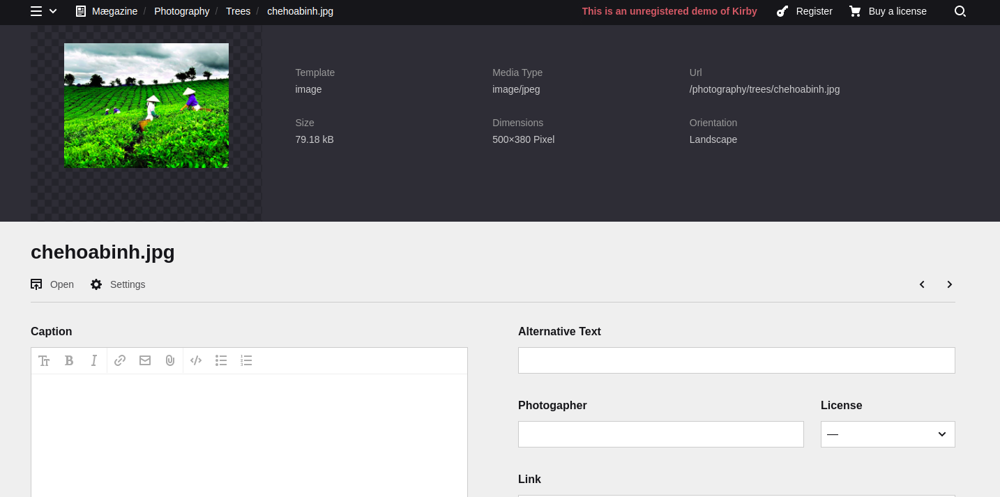 Mægazine / Photography / Trees / chehoabinh.jpg
This is an unregistered demo of Kirby
Register
Buy a license
Template
image
Media Type
image/jpeg
Url
/photography/trees/chehoabinh.jpg
Size
79.18 kB
Dimensions
500×380 Pixel
Orientation
Landscape
chehoabinh.jpg
Open
Settings
Caption
Alternative Text
Photogapher
License
—
Link